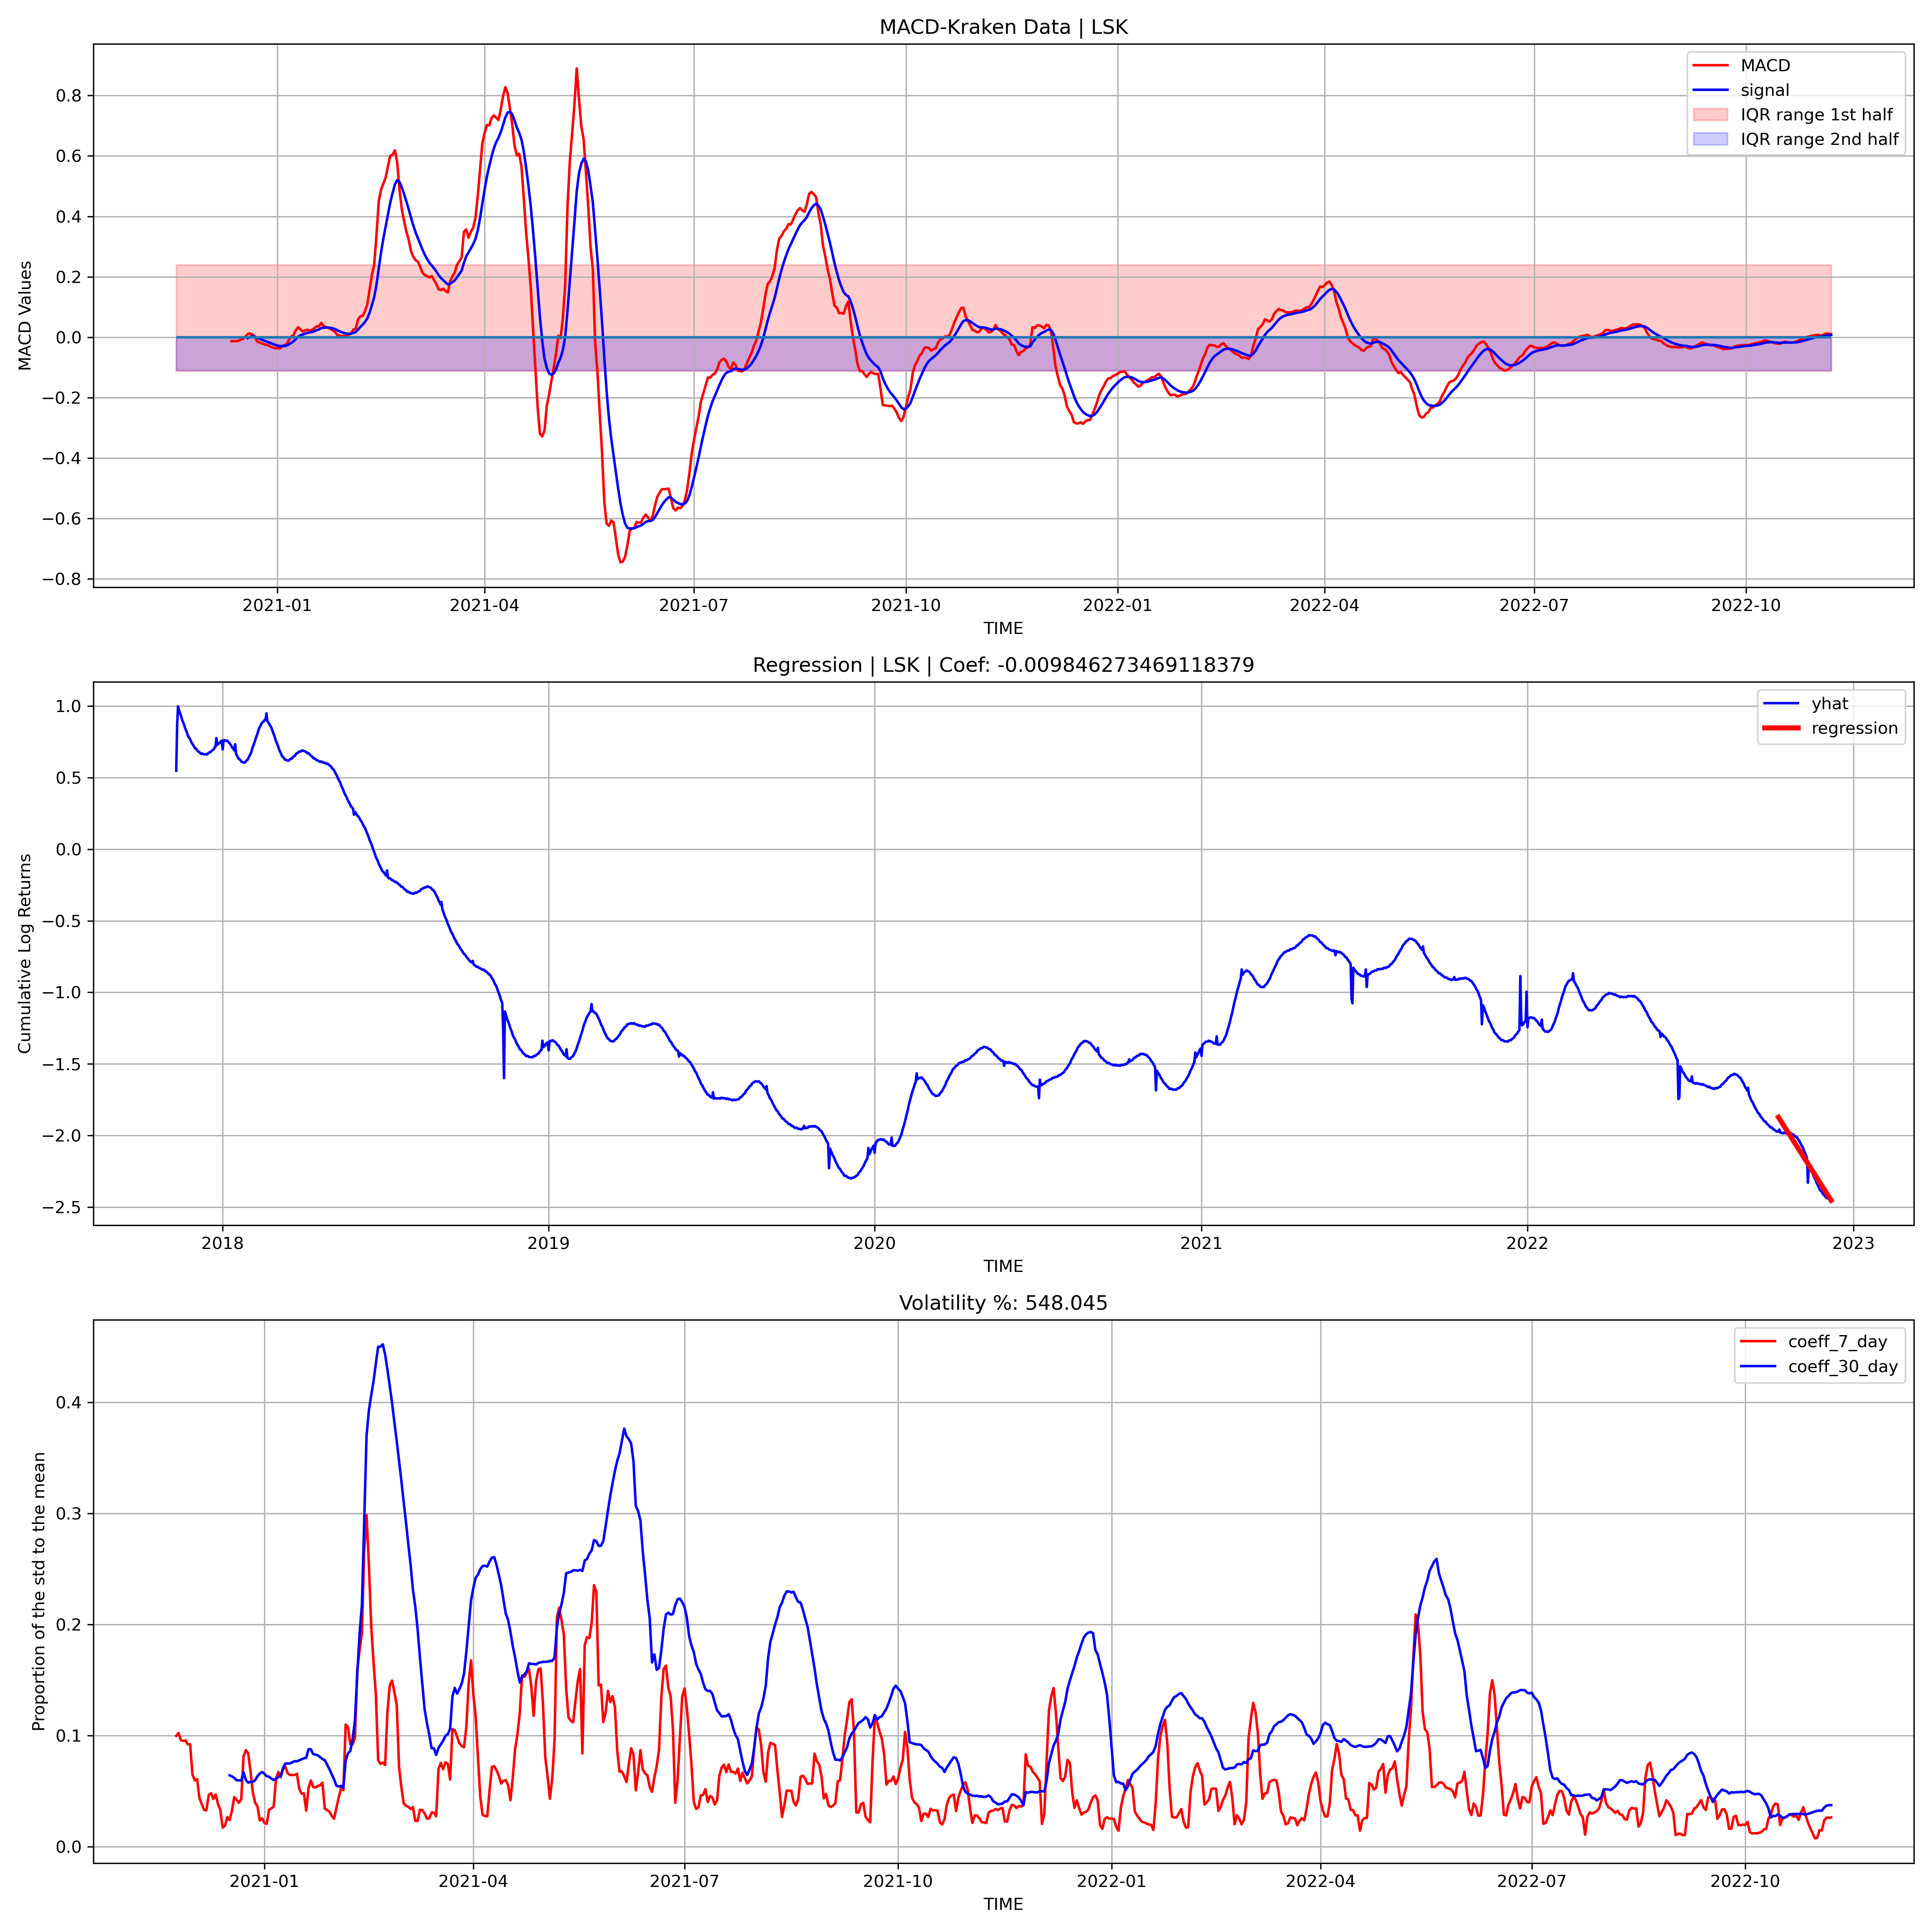 MACD-Kraken Data | LSK
MACD
signal
IQR range 1st half
IQR range 2nd half
MACD Values
0.8
0.6
0.4
0.2
0.0
−0.2
−0.4
−0.6
−0.8
2021-01 2021-04 2021-07 2021-10 2022-01 2022-04 2022-07 2022-10
TIME
Regression | LSK | Coef: -0.009846273469118379
yhat
regression
Cumulative Log Returns
1.0
0.5
0.0
−0.5
−1.0
−1.5
−2.0
−2.5
2018 2019 2020 2021 2022 2023
TIME
Volatility %: 548.045
coeff_7_day
coeff_30_day
Proportion of the std to the mean
0.4
0.3
0.2
0.1
0.0
2021-01 2021-04 2021-07 2021-10 2022-01 2022-04 2022-07 2022-10
TIME